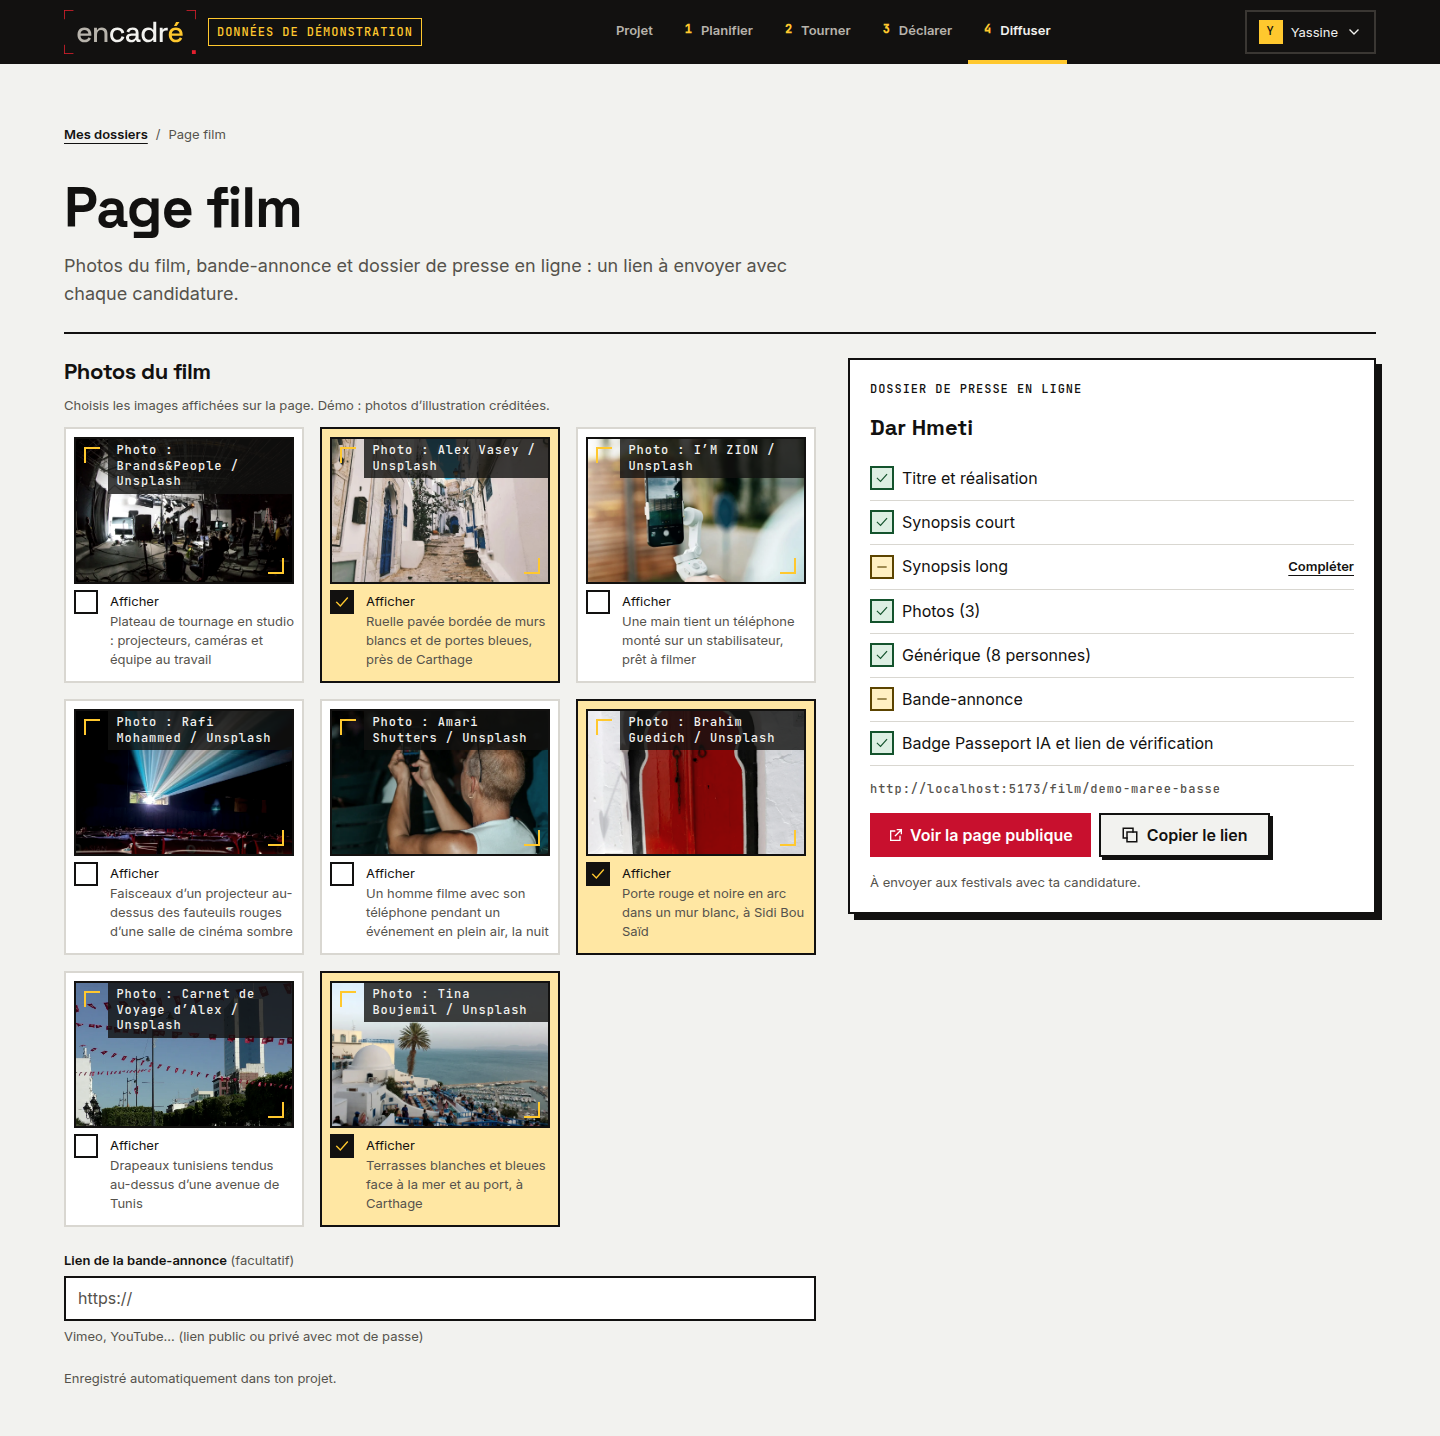 encadré
DONNÉES DE DÉMONSTRATION
Projet
1 Planifier
2 Tourner
3 Déclarer
4 Diffuser
Y Yassine
Mes dossiers / Page film
Page film
Photos du film, bande-annonce et dossier de presse en ligne : un lien à envoyer avec
chaque candidature.
Photos du film
Choisis les images affichées sur la page. Démo : photos d’illustration créditées.
Photo :
Brands&People /
Unsplash
Afficher
Plateau de tournage en studio
: projecteurs, caméras et
équipe au travail
Photo : Alex Vasey /
Unsplash
Afficher
Ruelle pavée bordée de murs
blancs et de portes bleues,
près de Carthage
Photo : I’M ZION /
Unsplash
Afficher
Une main tient un téléphone
monté sur un stabilisateur,
prêt à filmer
Photo : Rafi
Mohammed / Unsplash
Afficher
Faisceaux d’un projecteur au-
dessus des fauteuils rouges
d’une salle de cinéma sombre
Photo : Amari
Shutters / Unsplash
Afficher
Un homme filme avec son
téléphone pendant un
événement en plein air, la nuit
Photo : Brahim
Guedich / Unsplash
Afficher
Porte rouge et noire en arc
dans un mur blanc, à Sidi Bou
Saïd
Photo : Carnet de
Voyage d’Alex /
Unsplash
Afficher
Drapeaux tunisiens tendus
au-dessus d’une avenue de
Tunis
Photo : Tina
Boujemil / Unsplash
Afficher
Terrasses blanches et bleues
face à la mer et au port, à
Carthage
Lien de la bande-annonce (facultatif)
https://
Vimeo, YouTube… (lien public ou privé avec mot de passe)
Enregistré automatiquement dans ton projet.
DOSSIER DE PRESSE EN LIGNE
Dar Hmeti
Titre et réalisation
Synopsis court
Synopsis long
Compléter
Photos (3)
Générique (8 personnes)
Bande-annonce
Badge Passeport IA et lien de vérification
http://localhost:5173/film/demo-maree-basse
Voir la page publique
Copier le lien
À envoyer aux festivals avec ta candidature.